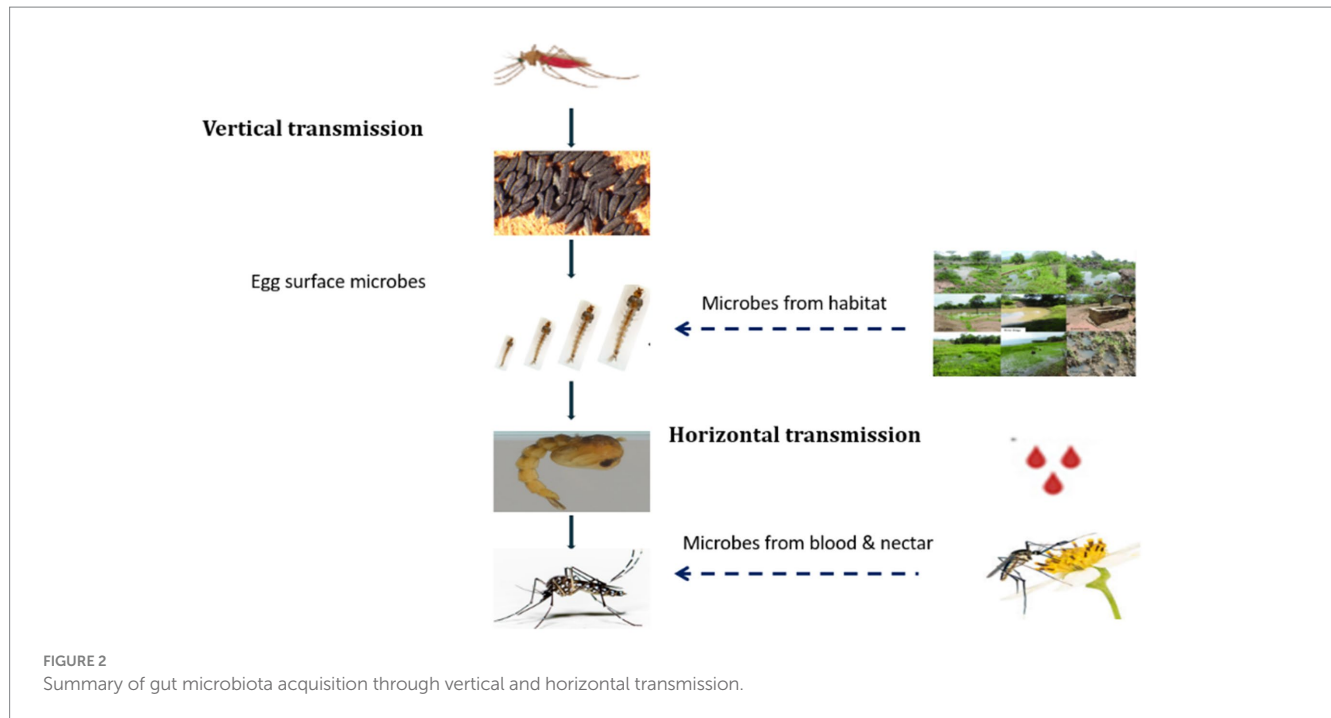 Vertical transmission
Egg surface microbes
Microbes from habitat
Horizontal transmission
Microbes from blood & nectar
FIGURE 2
Summary of gut microbiota acquisition through vertical and horizontal transmission.